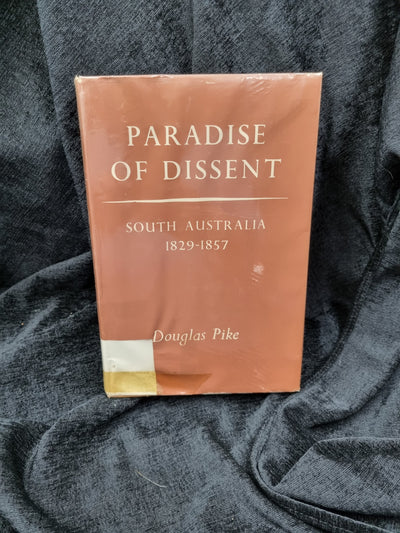 PARADISE
OF DISSENT
SOUTH AUSTRALIA
1829-1857
Douglas Pike